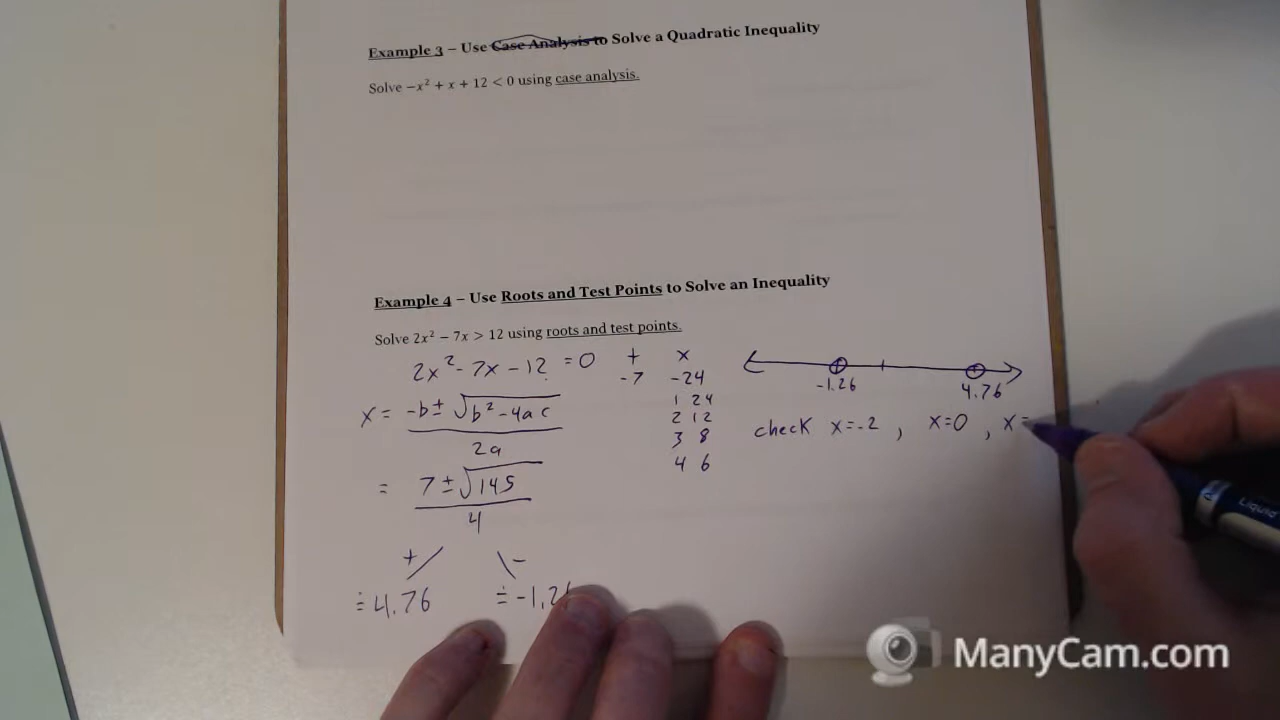 Example 3 – Use Case Analysis to Solve a Quadratic Inequality
Solve −x² + x + 12 < 0 using case analysis.
Example 4 – Use Roots and Test Points to Solve an Inequality
Solve 2x² − 7x > 12 using roots and test points.
2x² - 7x - 12 = 0
x = -b ± √b² - 4ac
2a
= 7 ± √145
4
+ -
≐ 4.76 ≐ -1.26
+ x
-7 -24
1 24
2 12
3 8
4 6
-1.26 4.76
check x=-2 , x=0 , x=
ManyCam.com